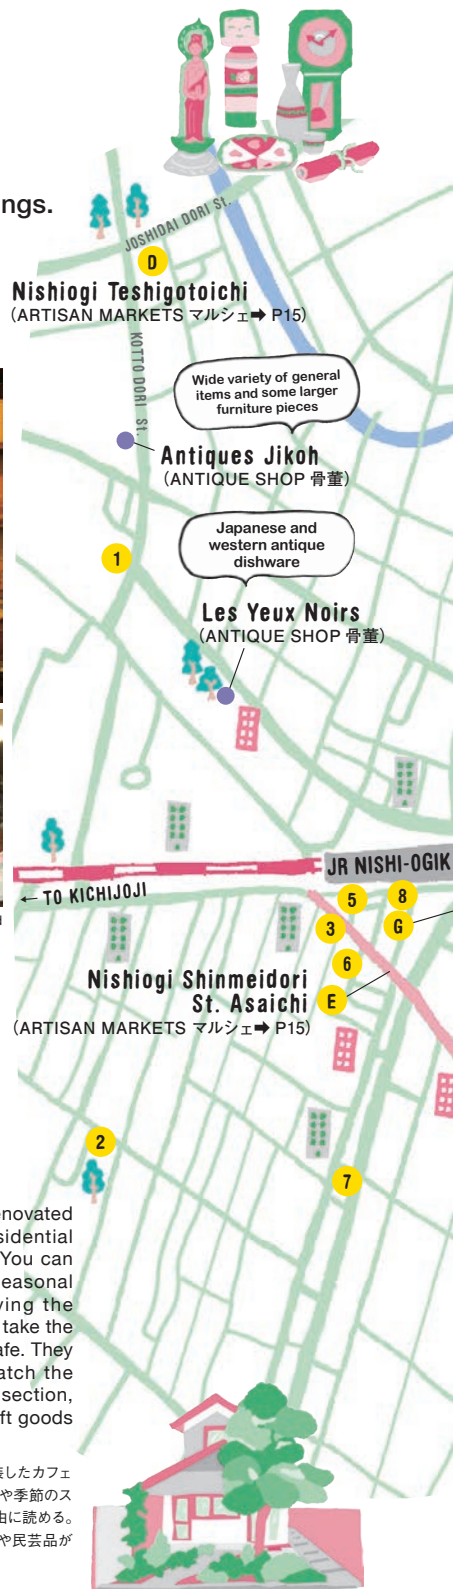 ngs.
JOSHIDAI DORI St.
D
Nishiogi Teshigotoichi
(ARTISAN MARKETS マルシェ➡ P15)
KOTTO DORI ST.
Wide variety of general
items and some larger
furniture pieces
Antiques Jikoh
(ANTIQUE SHOP 骨董)
1
Japanese and
western antique
dishware
Les Yeux Noirs
(ANTIQUE SHOP 骨董)
JR NISHI-OGIK
← TO KICHIJOJI
5
8
3
G
6
Nishiogi Shinmeidori
St. Asaichi
E
(ARTISAN MARKETS マルシェ➡ P15)
2
7
enovated
sidential
You can
easonal
ying the
take the
afe. They
atch the
section,
ft goods
装したカフェ
や季節のス
由に読める。
や民芸品が